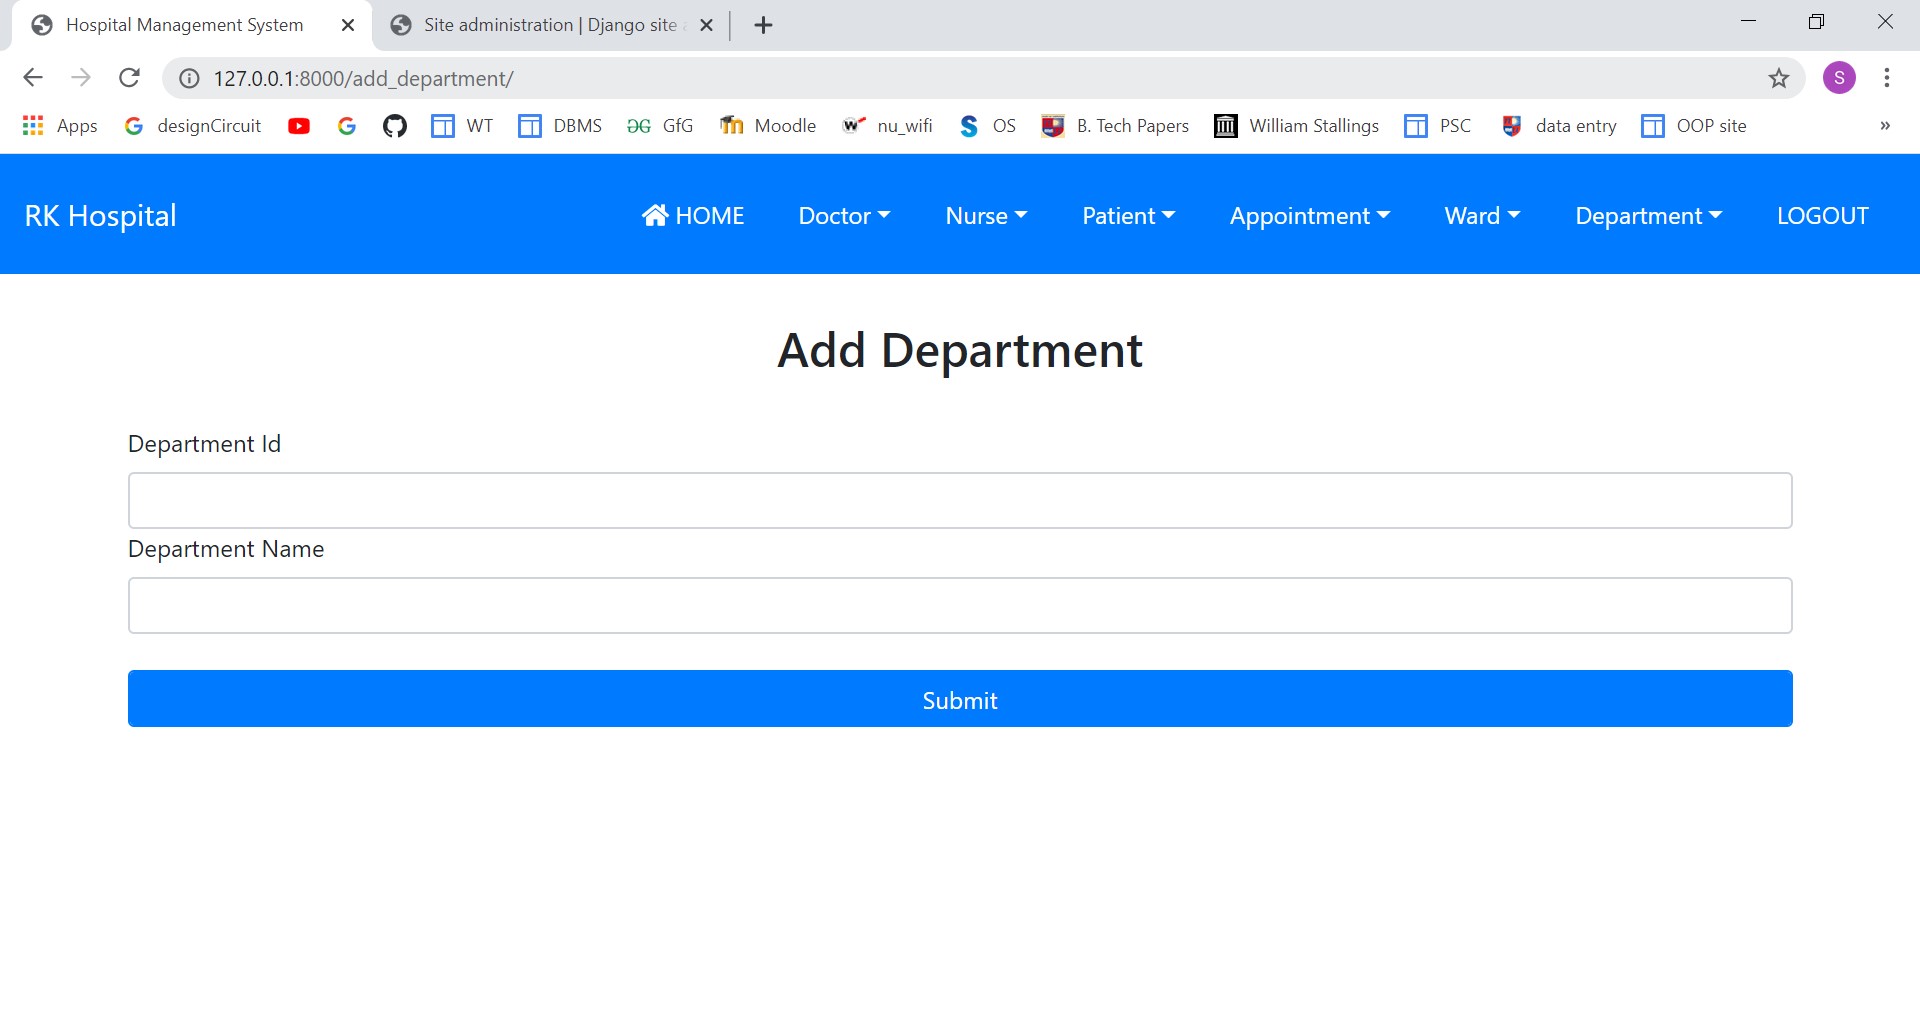 Hospital Management System
Site administration | Django site
127.0.0.1:8000/add_department/
S
Apps designCircuit WT DBMS GfG Moodle nu_wifi OS B. Tech Papers William Stallings PSC data entry OOP site »
RK Hospital HOME Doctor Nurse Patient Appointment Ward Department LOGOUT
Add Department
Department Id
Department Name
Submit